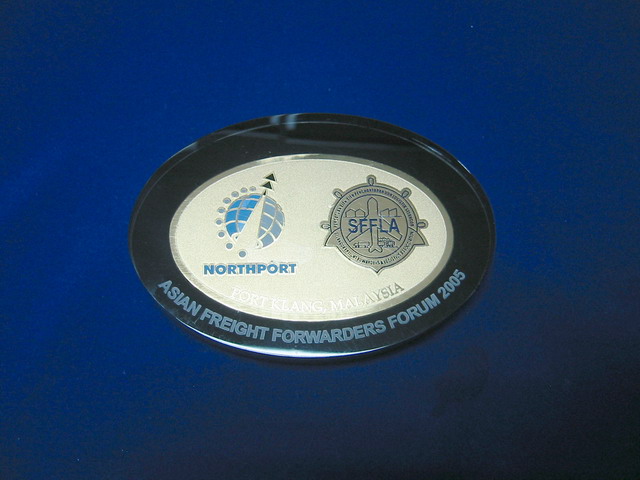 NORTHPORT
SFFLA
PORT KLANG, MALAYSIA
ASIAN FREIGHT FORWARDERS FORUM 2005